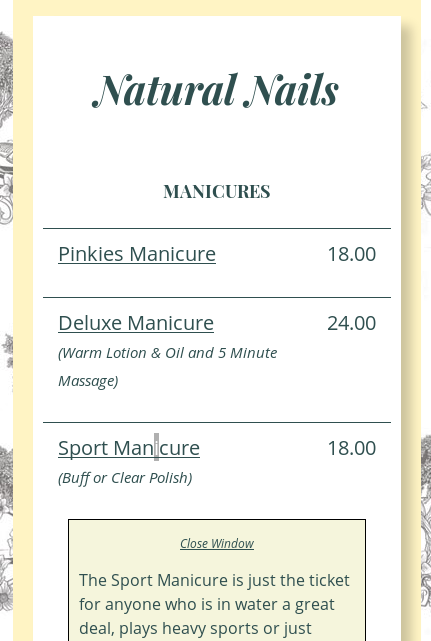 Natural Nails
MANICURES
Pinkies Manicure 18.00
Deluxe Manicure 24.00
(Warm Lotion & Oil and 5 Minute
Massage)
Sport Manicure 18.00
(Buff or Clear Polish)
Close Window
The Sport Manicure is just the ticket
for anyone who is in water a great
deal, plays heavy sports or just